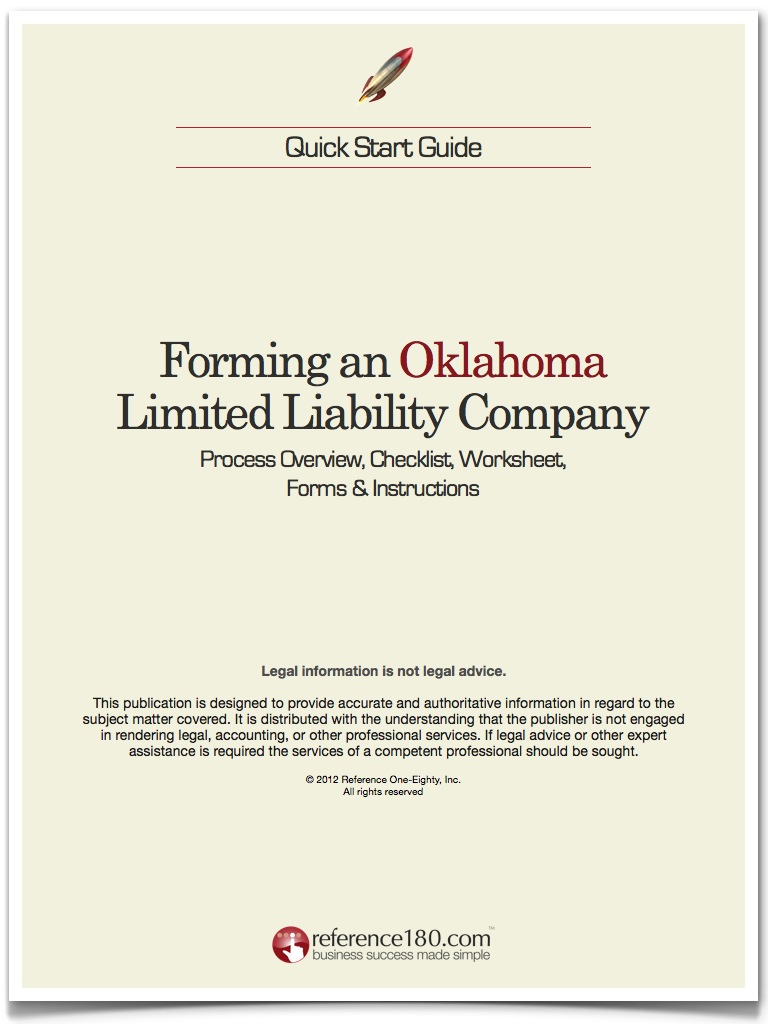 Quick Start Guide
Forming an Oklahoma
Limited Liability Company
Process Overview, Checklist, Worksheet,
Forms & Instructions
Legal information is not legal advice.
This publication is designed to provide accurate and authoritative information in regard to the
subject matter covered. It is distributed with the understanding that the publisher is not engaged
in rendering legal, accounting, or other professional services. If legal advice or other expert
assistance is required the services of a competent professional should be sought.
© 2012 Reference One-Eighty, Inc.
All rights reserved
reference180.com™
business success made simple